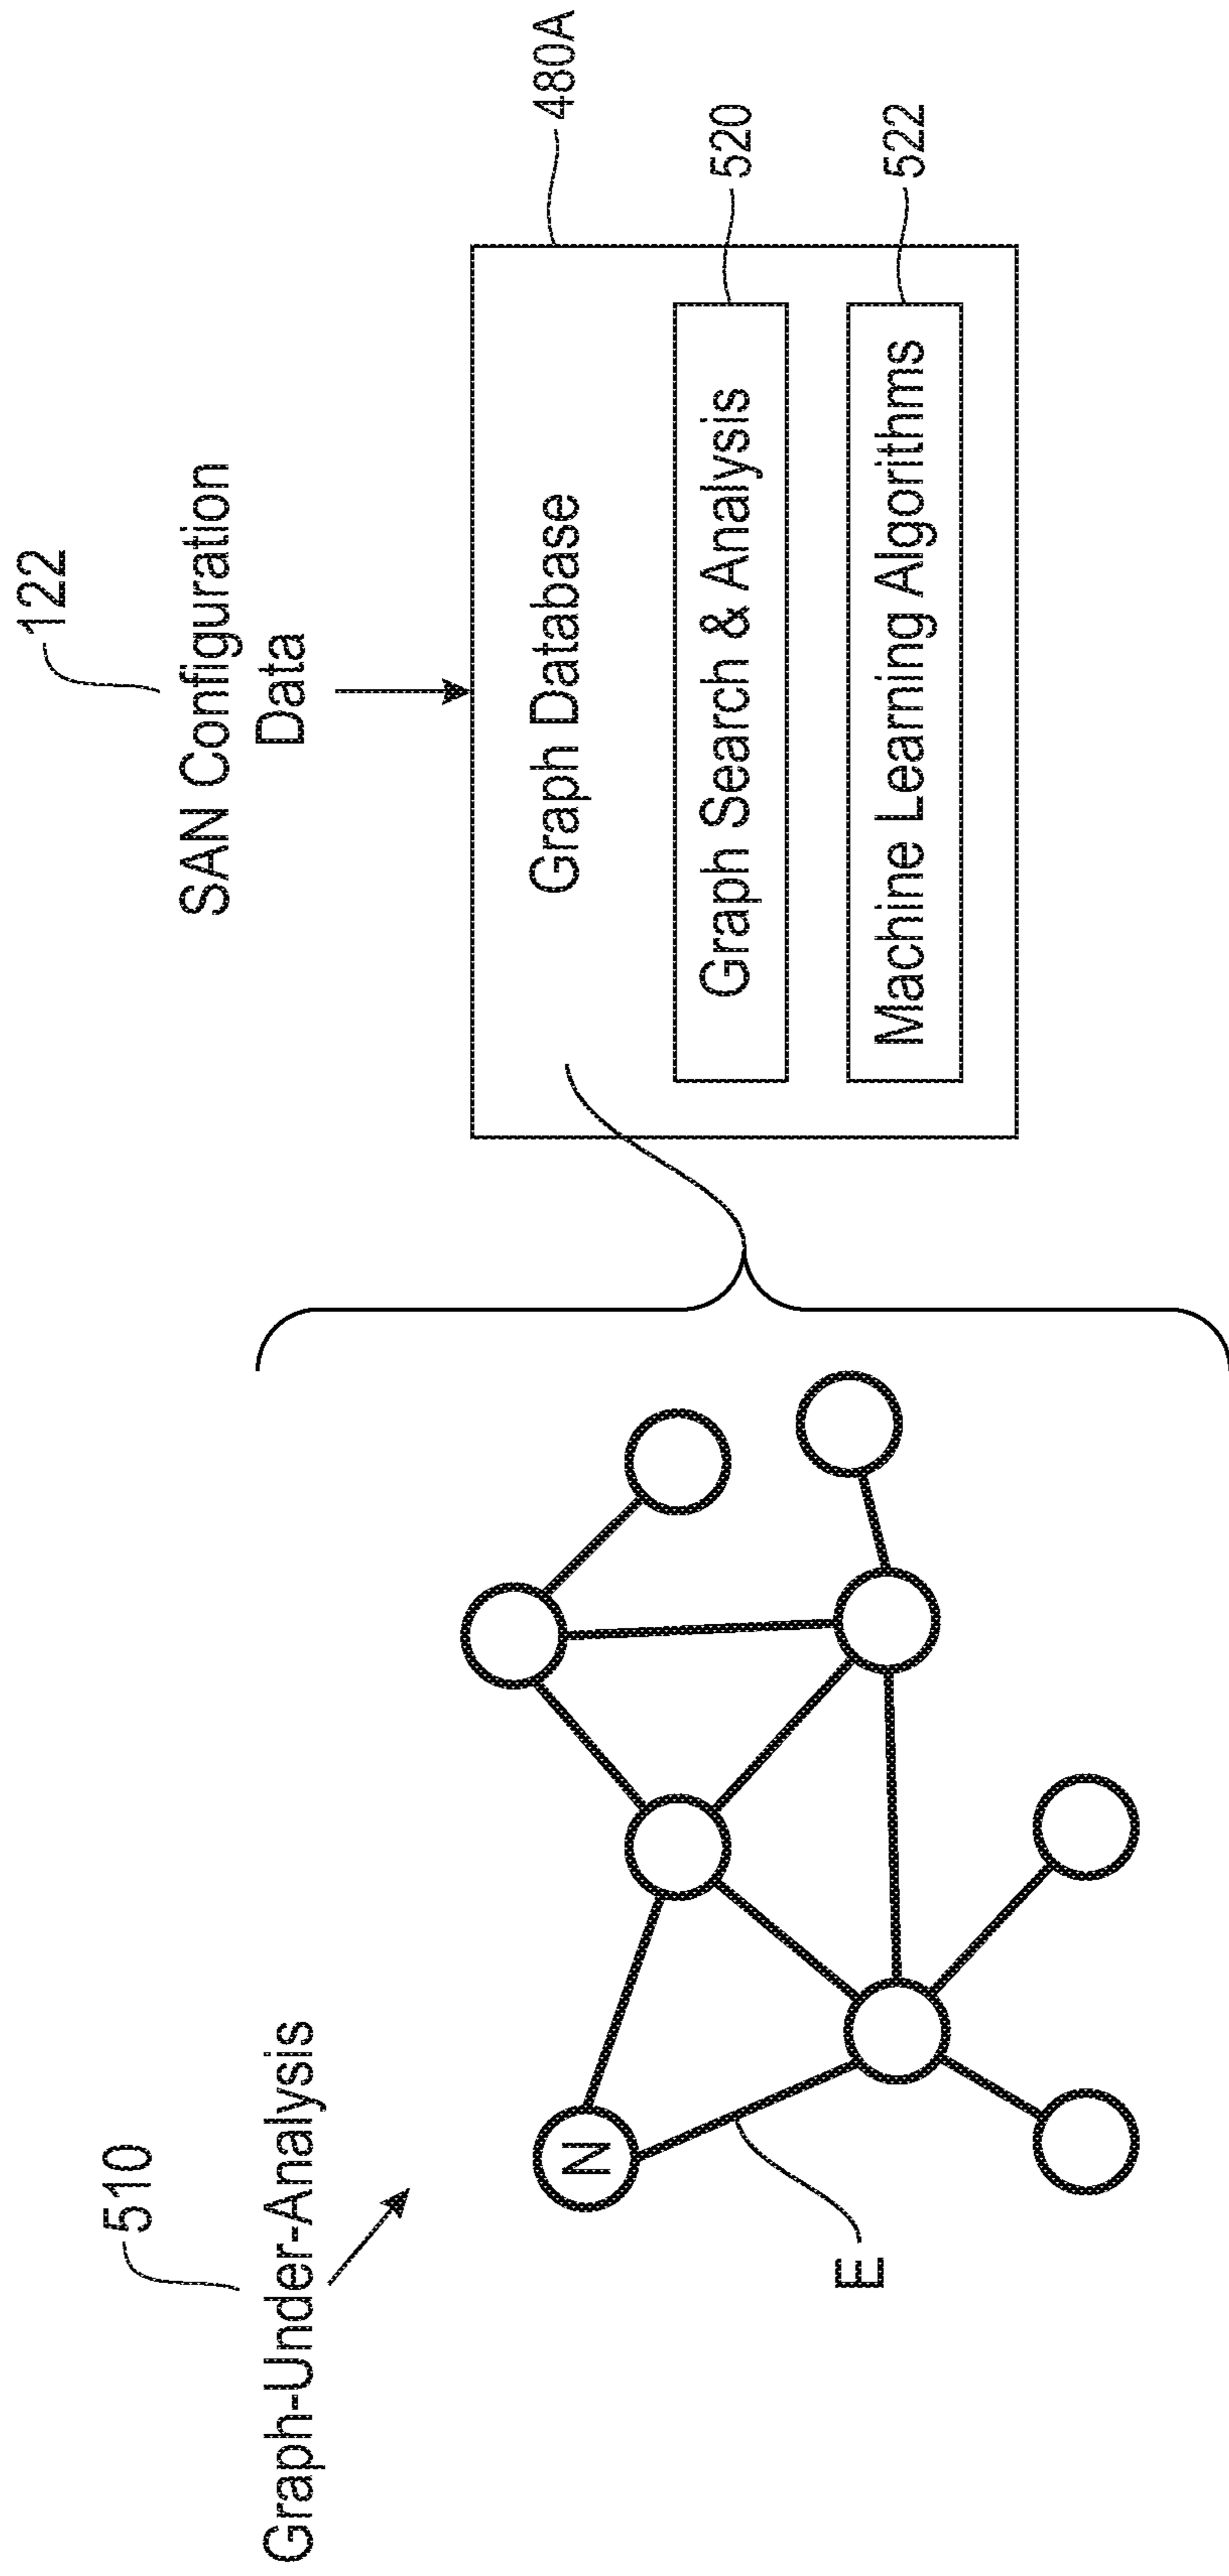 510
Graph-Under-Analysis
N
E
122
SAN Configuration
Data
Graph Database
480A
Graph Search & Analysis
520
Machine Learning Algorithms
522